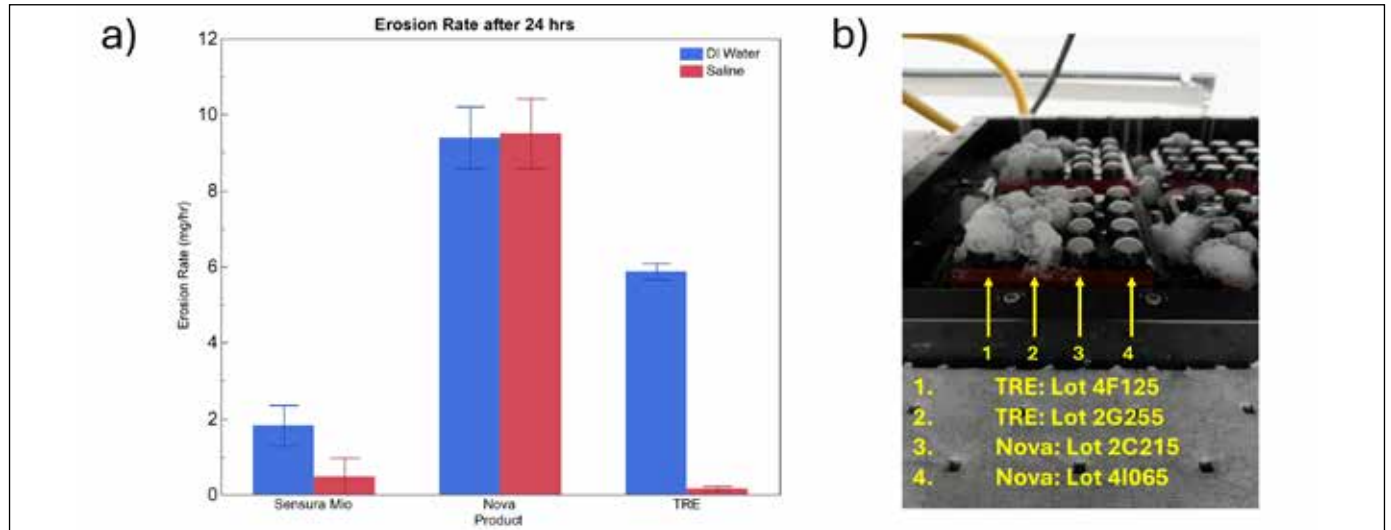 a)
Erosion Rate after 24 hrs
DI Water
Saline
12
10
8
6
4
2
0
Erosion Rate (mg/hr)
Sensura Mio
Nova
TRE
Product
b)
1 2 3 4
1. TRE: Lot 4F125
2. TRE: Lot 2G255
3. Nova: Lot 2C215
4. Nova: Lot 4I065